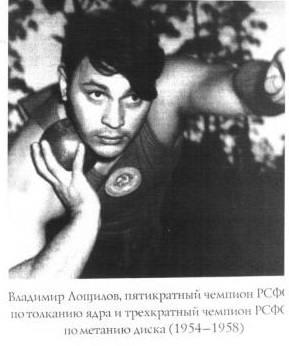 Владимир Лощилов, пятикратный чемпион РСФС
по толканию ядра и трехкратный чемпион РСФС
по метанию диска (1954–1958)